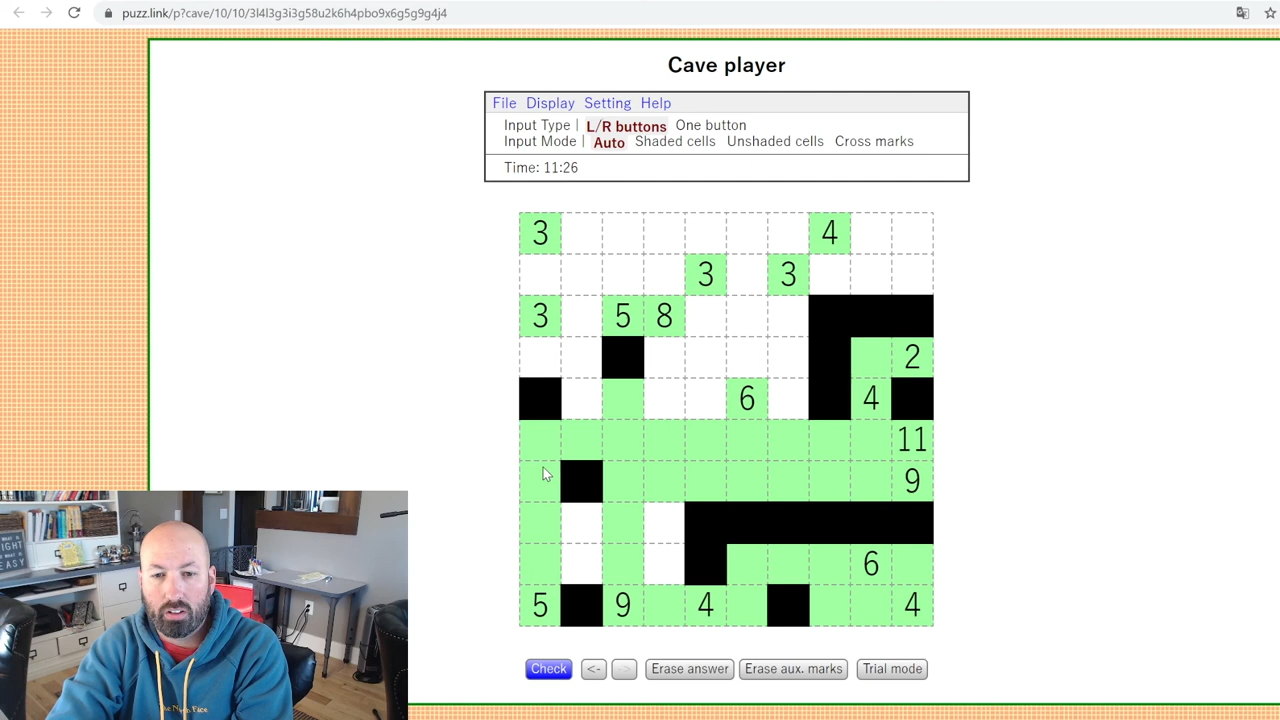 puzz.link/p?cave/10/10/3l4l3g3i3g58u2k6h4pbo9x6g5g9g4j4
Cave player
File Display Setting Help
Input Type | L/R buttons One button
Input Mode | Auto Shaded cells Unshaded cells Cross marks
Time: 11:26
3 4
3 3
3 5 8
2
6 4
11
9
6
5 9 4 4
Check <- -> Erase answer Erase aux. marks Trial mode